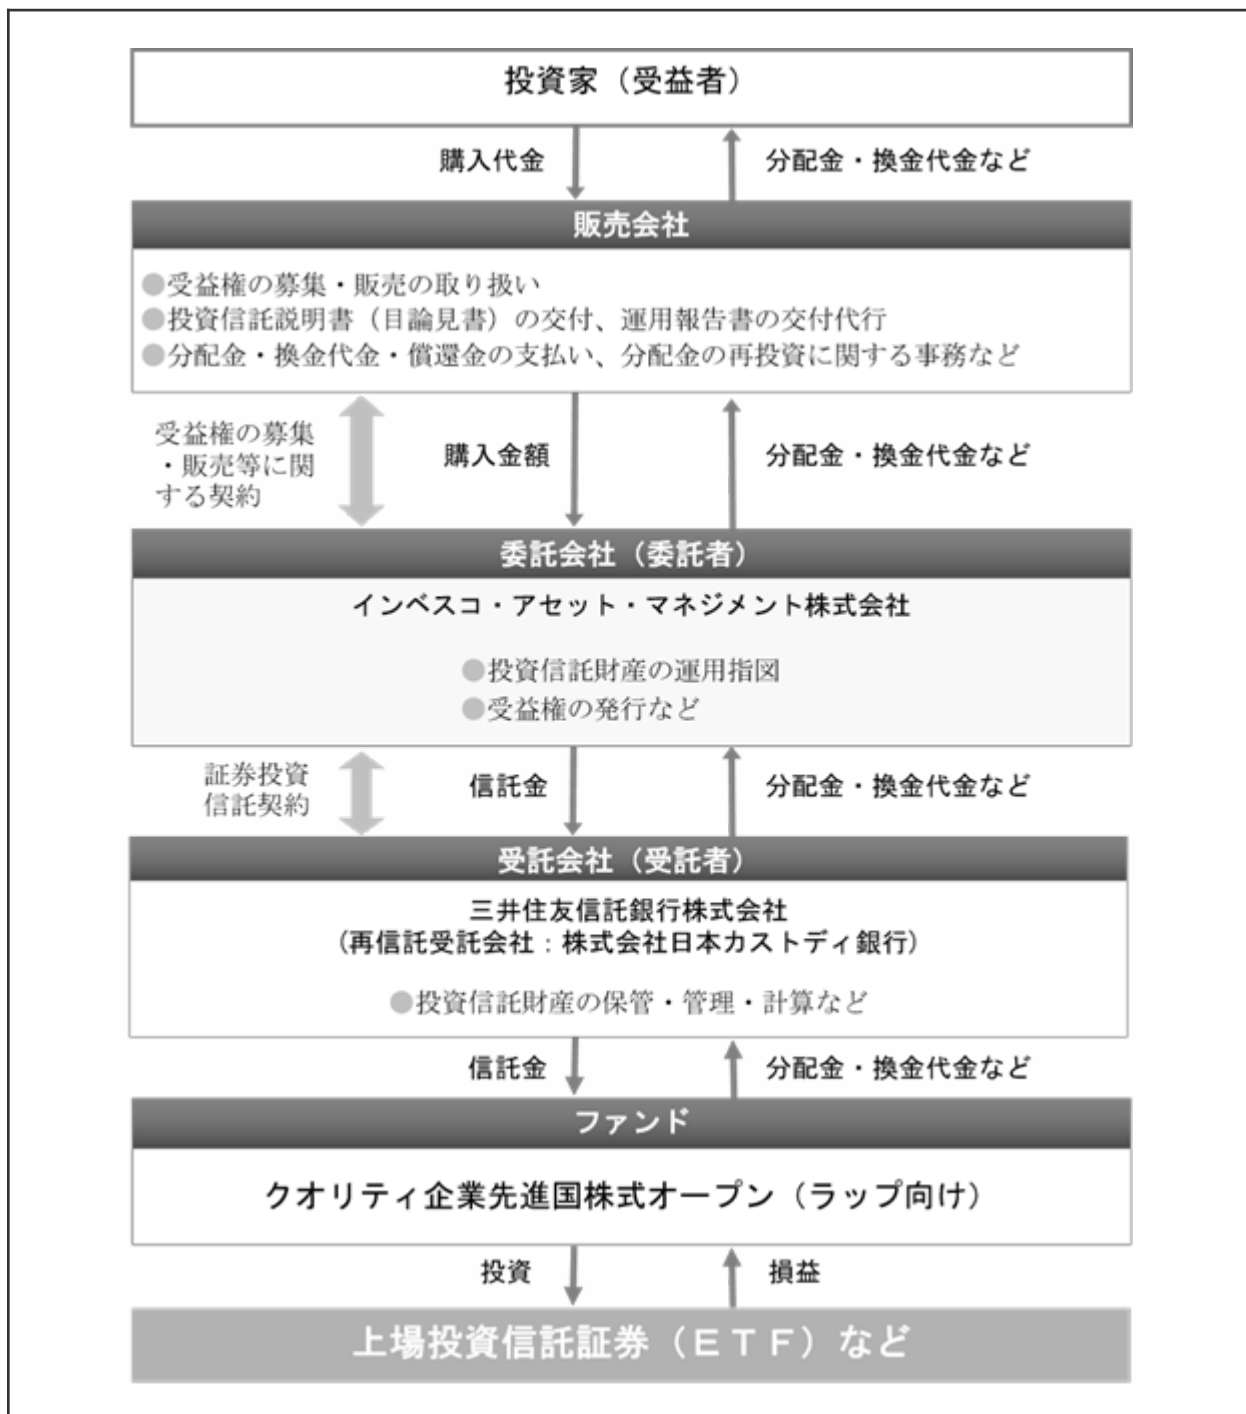 投資家（受益者）
購入代金
分配金・換金代金など
販売会社
●受益権の募集・販売の取り扱い
●投資信託説明書（目論見書）の交付、運用報告書の交付代行
●分配金・換金代金・償還金の支払い、分配金の再投資に関する事務など
受益権の募集
・販売等に関
する契約
購入金額
分配金・換金代金など
委託会社（委託者）
インベスコ・アセット・マネジメント株式会社
●投資信託財産の運用指図
●受益権の発行など
証券投資
信託契約
信託金
分配金・換金代金など
受託会社（受託者）
三井住友信託銀行株式会社
(再信託受託会社：株式会社日本カストディ銀行)
●投資信託財産の保管・管理・計算など
信託金
分配金・換金代金など
ファンド
クオリティ企業先進国株式オープン（ラップ向け）
投資
損益
上場投資信託証券（ＥＴＦ）など